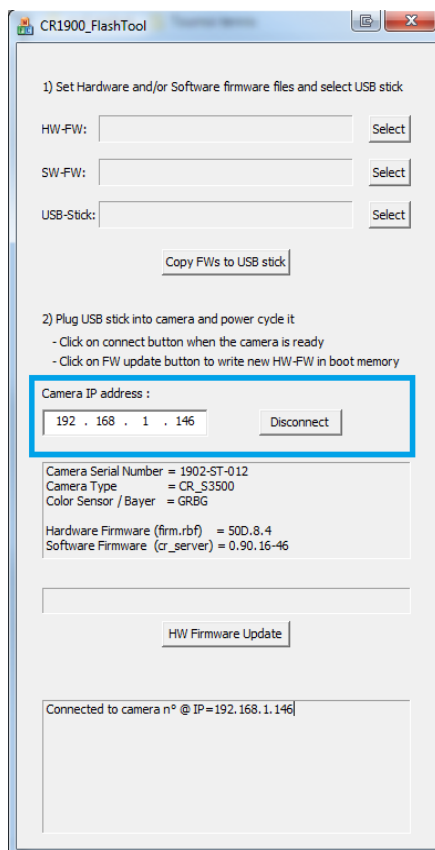 CR1900_FlashTool
1) Set Hardware and/or Software firmware files and select USB stick
HW-FW: Select
SW-FW: Select
USB-Stick: Select
Copy FWs to USB stick
2) Plug USB stick into camera and power cycle it
- Click on connect button when the camera is ready
- Click on FW update button to write new HW-FW in boot memory
Camera IP address :
192 . 168 . 1 . 146 Disconnect
Camera Serial Number = 1902-ST-012
Camera Type = CR_S3500
Color Sensor / Bayer = GRBG
Hardware Firmware (firm.rbf) = 50D.8.4
Software Firmware (cr_server) = 0.90.16-46
HW Firmware Update
Connected to camera n° @ IP=192.168.1.146